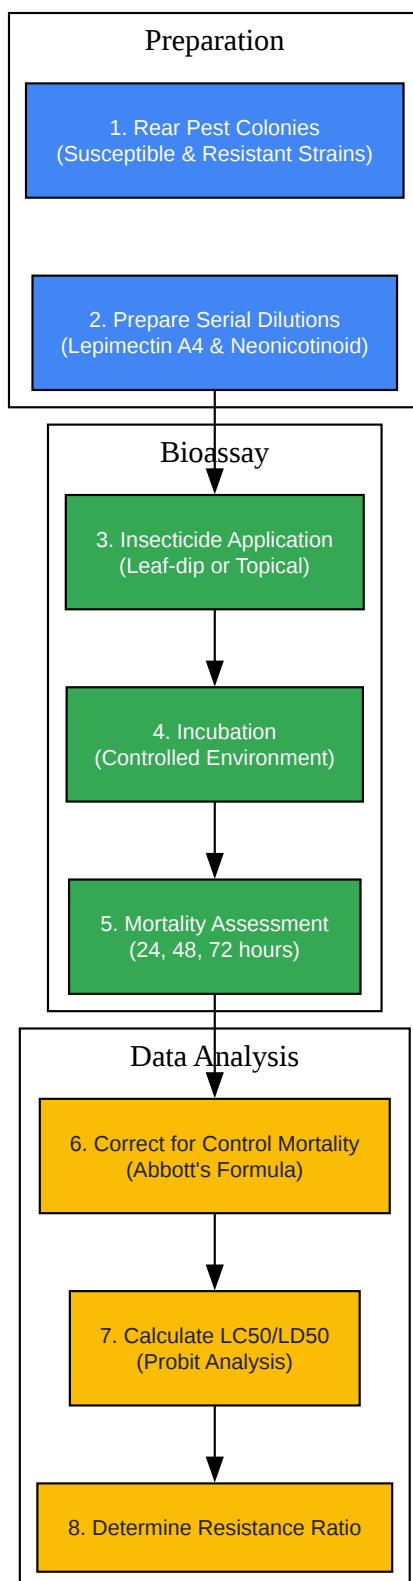 Preparation
1. Rear Pest Colonies
(Susceptible & Resistant Strains)
2. Prepare Serial Dilutions
(Lepimectin A4 & Neonicotinoid)
Bioassay
3. Insecticide Application
(Leaf-dip or Topical)
4. Incubation
(Controlled Environment)
5. Mortality Assessment
(24, 48, 72 hours)
Data Analysis
6. Correct for Control Mortality
(Abbott's Formula)
7. Calculate LC50/LD50
(Probit Analysis)
8. Determine Resistance Ratio